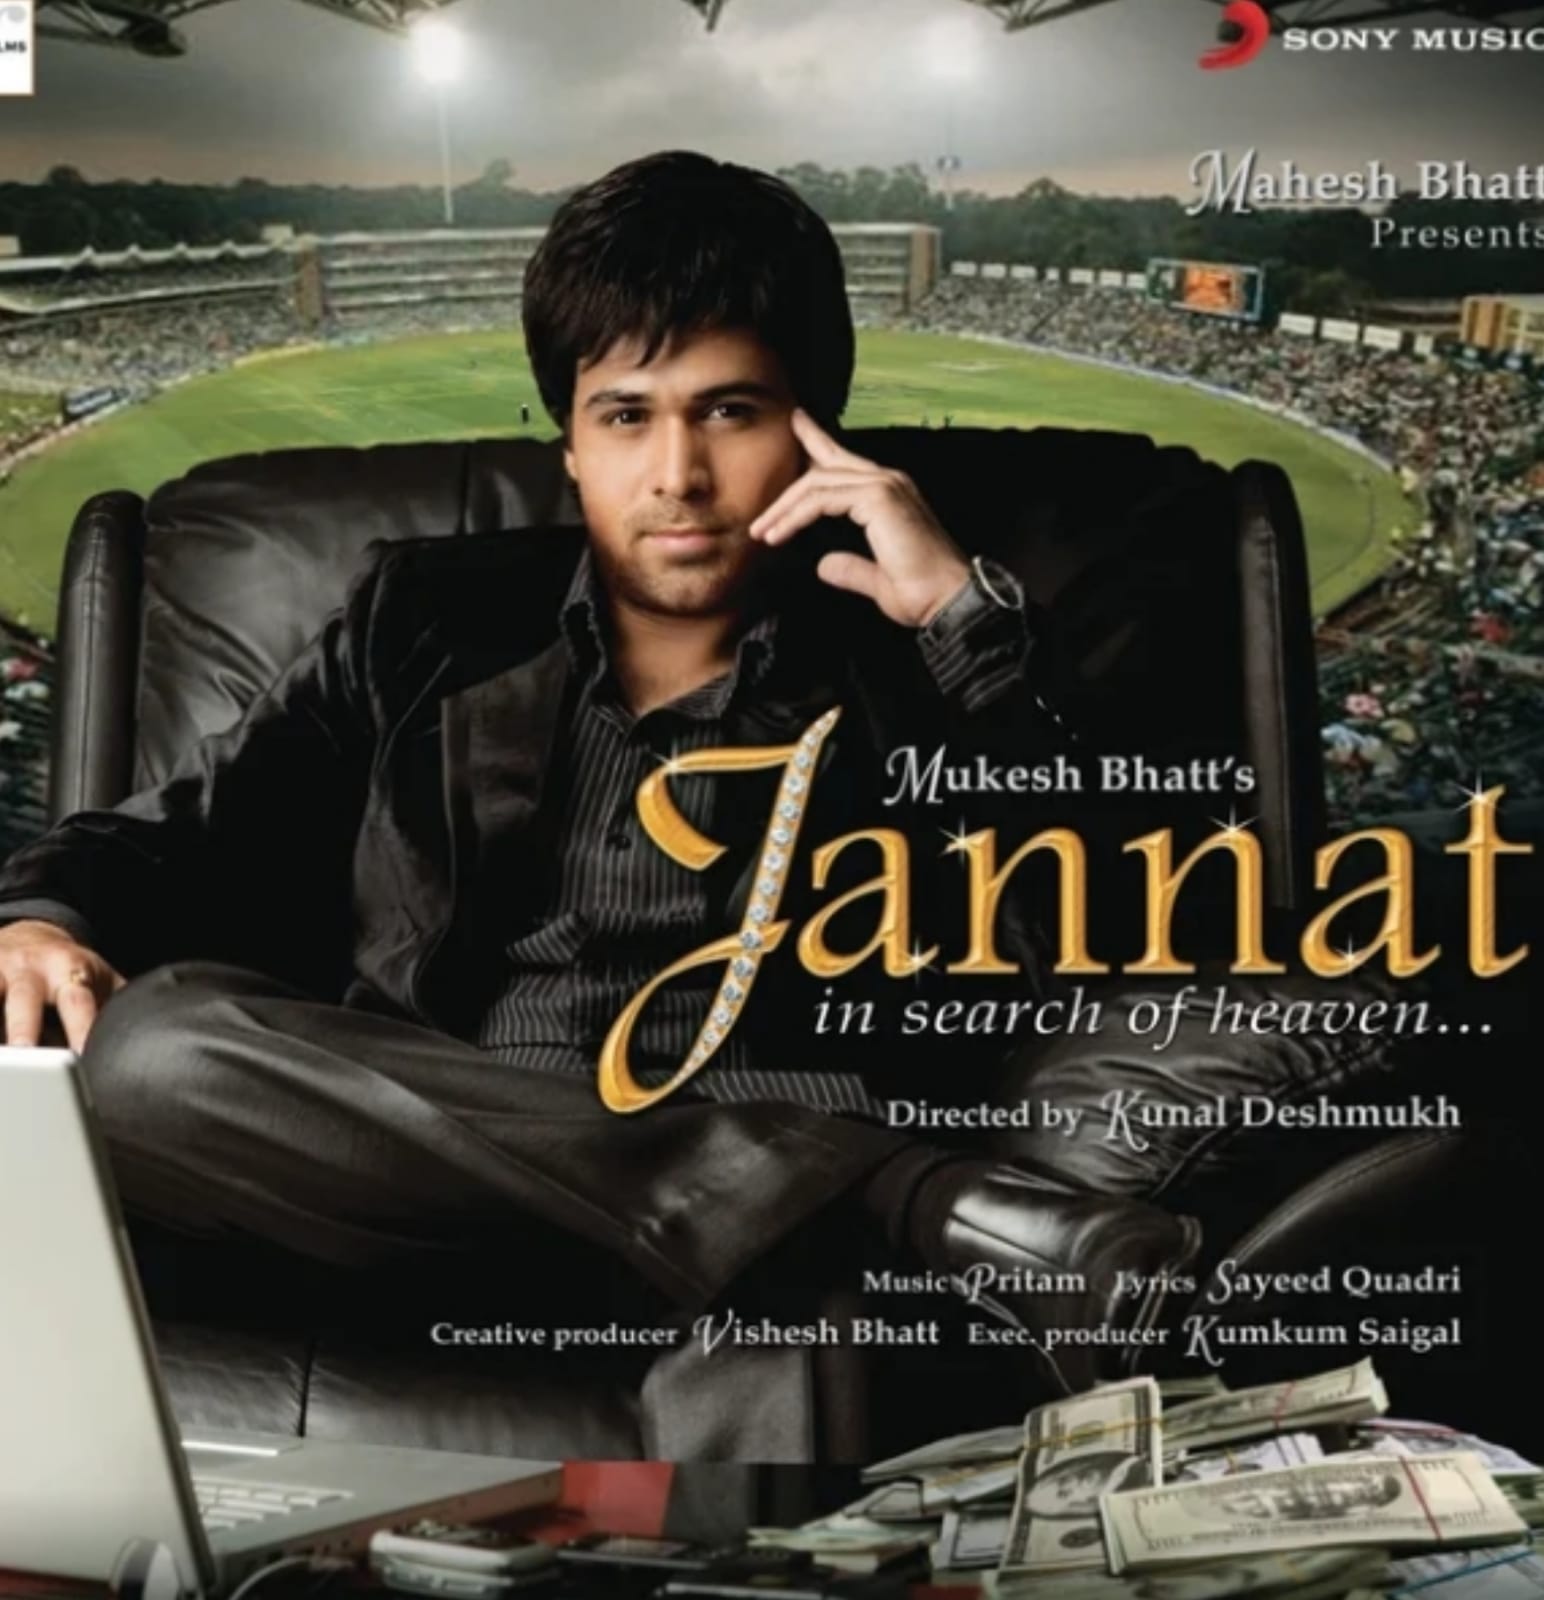 LMS
SONY MUSIC
Mahesh Bhatt
Presents
Mukesh Bhatt's
Jannat
in search of heaven...
Directed by Kunal Deshmukh
Music Pritam Lyrics Sayeed Quadri
Creative producer Vishesh Bhatt Exec. producer Kumkum Saigal